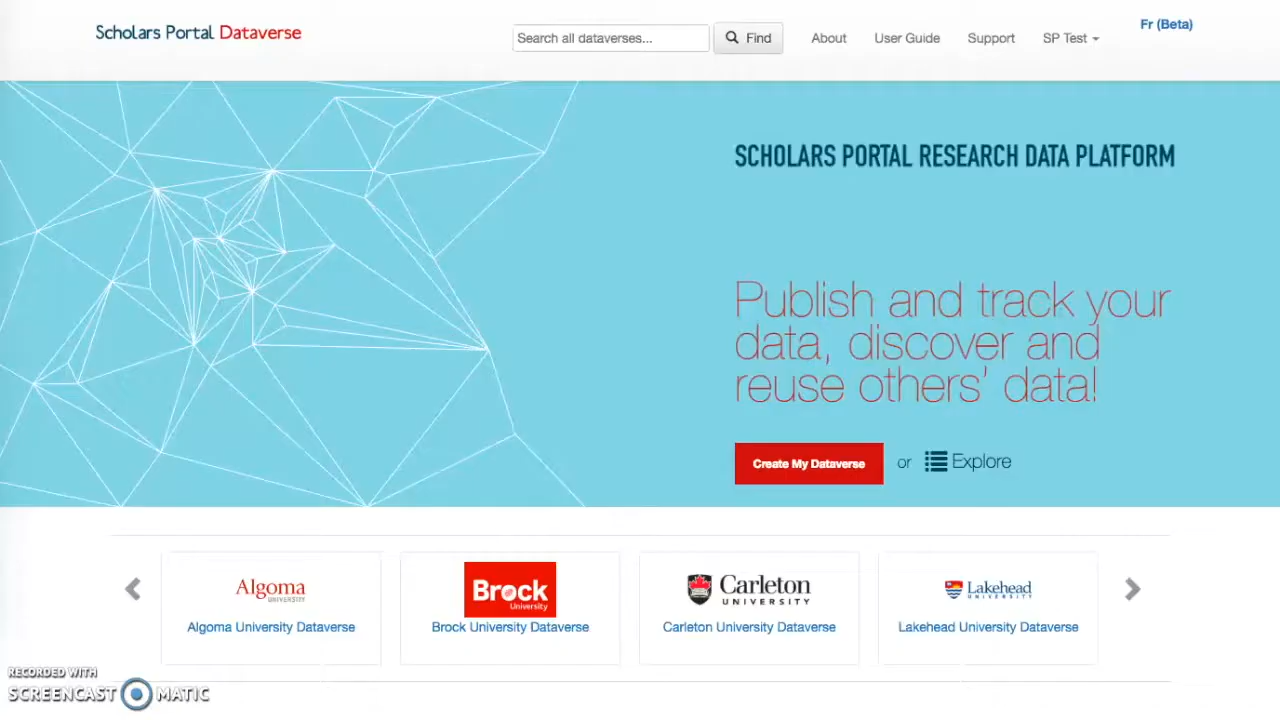 Scholars Portal Dataverse
Search all dataverses...
Find
About
User Guide
Support
SP Test
Fr (Beta)
SCHOLARS PORTAL RESEARCH DATA PLATFORM
Publish and track your
data, discover and
reuse others' data!
Create My Dataverse
or
Explore
Algoma
UNIVERSITY
Algoma University Dataverse
Brock
University
Brock University Dataverse
Carleton
UNIVERSITY
Carleton University Dataverse
Lakehead
UNIVERSITY
Lakehead University Dataverse
RECORDED WITH
SCREENCAST MATIC